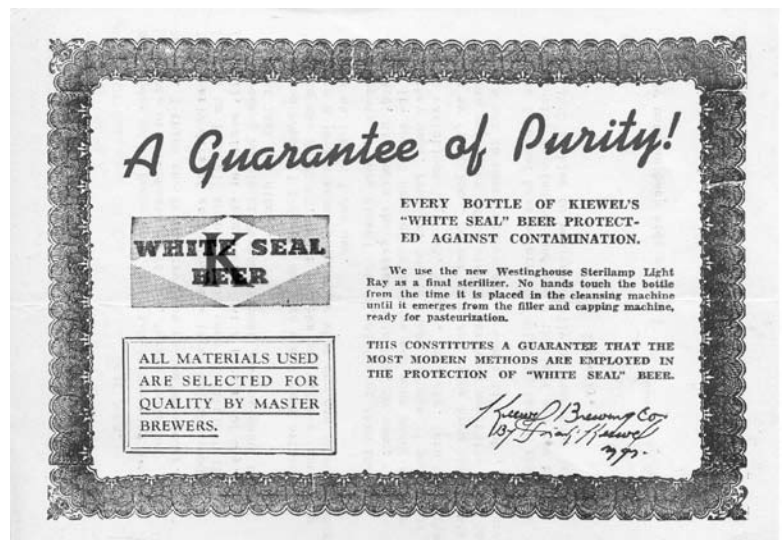 A Guarantee of Purity!
WHITE SEAL
K
BEER
EVERY BOTTLE OF KIEWEL'S
"WHITE SEAL" BEER PROTECT-
ED AGAINST CONTAMINATION.
We use the new Westinghouse Sterilamp Light
Ray as a final sterilizer. No hands touch the bottle
from the time it is placed in the cleansing machine
until it emerges from the filler and capping machine,
ready for pasteurization.
THIS CONSTITUTES A GUARANTEE THAT THE
MOST MODERN METHODS ARE EMPLOYED IN
THE PROTECTION OF "WHITE SEAL" BEER.
ALL MATERIALS USED
ARE SELECTED FOR
QUALITY BY MASTER
BREWERS.
Kiewel Brewing Co.
By Kiewel
Mgr.